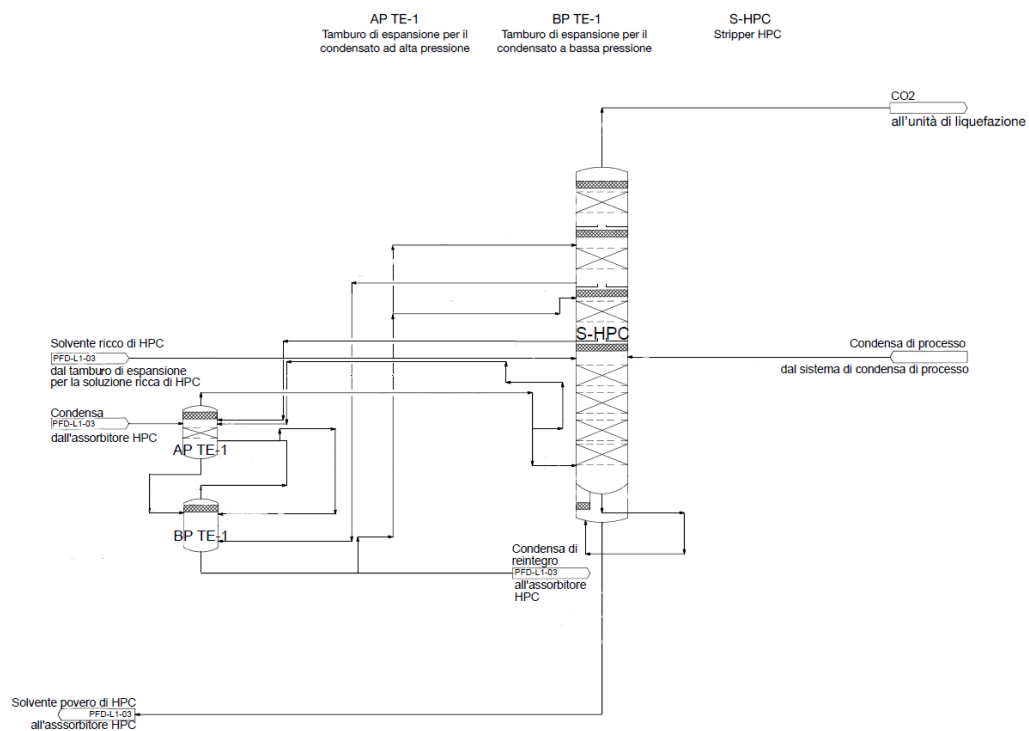 AP TE-1
Tamburo di espansione per il
condensato ad alta pressione
BP TE-1
Tamburo di espansione per il
condensato a bassa pressione
S-HPC
Stripper HPC
CO2
all'unità di liquefazione
S-HPC
Solvente ricco di HPC
PFD-L1-03
dal tamburo di espansione
per la soluzione ricca di HPC
Condensa di processo
dal sistema di condensa di processo
Condensa
PFD-L1-03
dall'assorbitore HPC
AP TE-1
BP TE-1
Condensa di
reintegro
PFD-L1-03
all'assorbitore
HPC
Solvente povero di HPC
PFD-L1-03
all'asssorbitore HPC